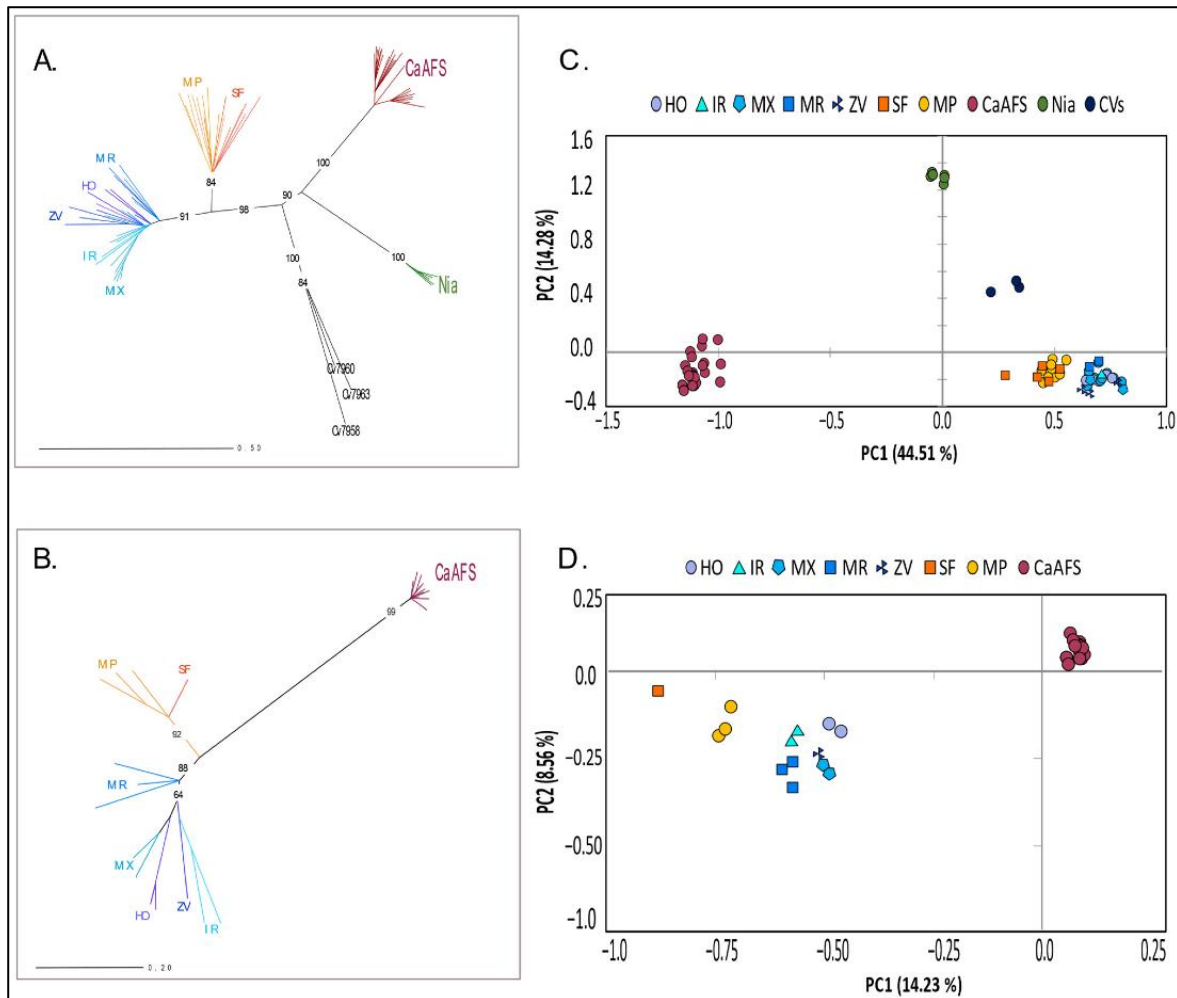 A.
CaAFS
MP
SF
MR
HO
ZV
IR
MX
84
91
98
90
100
100
84
100
Nia
Cv7960
Cv7963
Cv7958
0.50
C.
HO IR MX MR ZV SF MP CaAFS Nia CVs
1.6
1.2
0.8
0.4
0.0
−0.4
PC2 (14.28 %)
−1.5 −1.0 −0.5 0.0 0.5 1.0
PC1 (44.51 %)
B.
CaAFS
99
MP
SF
92
88
MR
64
MX
HO
ZV
IR
0.20
D.
HO IR MX MR ZV SF MP CaAFS
0.25
0.0
−0.25
−0.50
−1.0
PC2 (8.56 %)
−1.0 −0.75 −0.50 −0.25 0.0 0.25
PC1 (14.23 %)